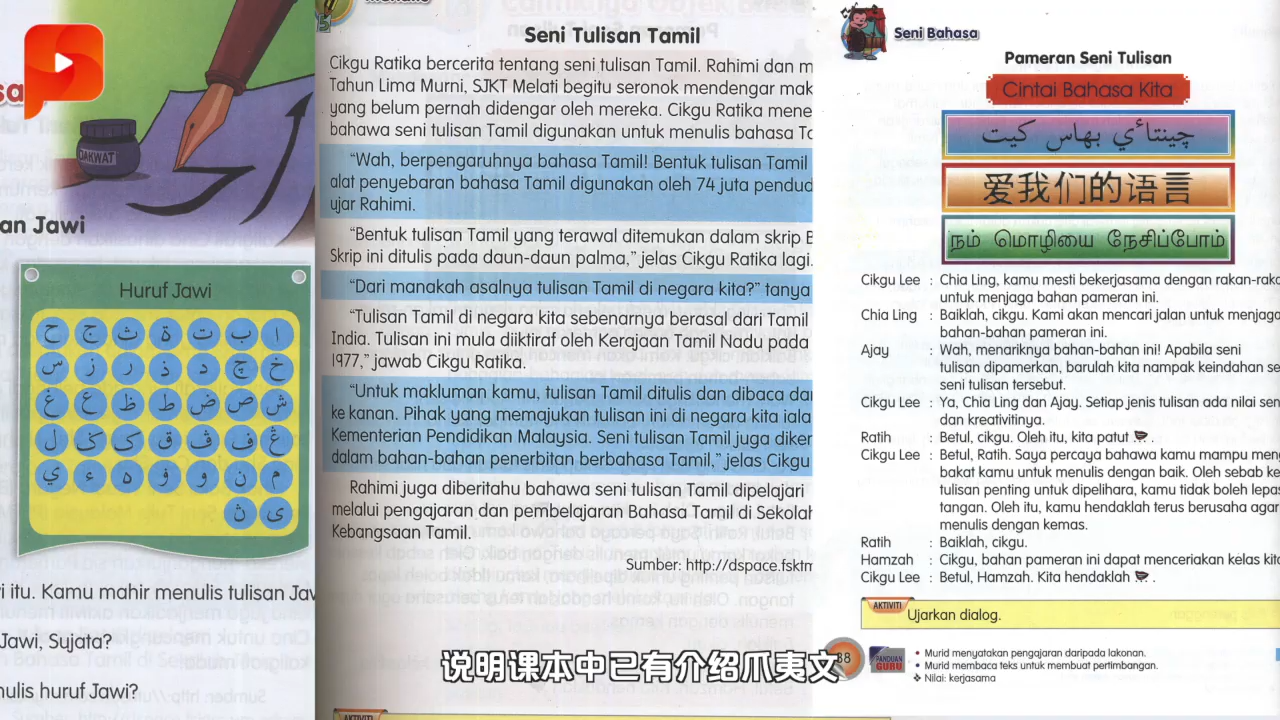 DAKWAT
an Jawi
Huruf Jawi
ا ب ت ة ث ج ح
خ چ د ذ ر ز س
ش ص ض ط ظ ع غ
ڠ ف ڤ ق ک ݢ ل
م ن و ۏ ه ء ي
ى ڽ
i itu. Kamu mahir menulis tulisan Jaw
Jawi, Sujata?
nulis huruf Jawi?
Seni Tulisan Tamil
Cikgu Ratika bercerita tentang seni tulisan Tamil. Rahimi dan m
Tahun Lima Murni, SJKT Melati begitu seronok mendengar mak
yang belum pernah didengar oleh mereka. Cikgu Ratika mene
bahawa seni tulisan Tamil digunakan untuk menulis bahasa Ta
“Wah, berpengaruhnya bahasa Tamil! Bentuk tulisan Tamil
alat penyebaran bahasa Tamil digunakan oleh 74 juta pendud
ujar Rahimi.
“Bentuk tulisan Tamil yang terawal ditemukan dalam skrip B
Skrip ini ditulis pada daun-daun palma,” jelas Cikgu Ratika lagi.
“Dari manakah asalnya tulisan Tamil di negara kita?” tanya
“Tulisan Tamil di negara kita sebenarnya berasal dari Tamil
India. Tulisan ini mula diiktiraf oleh Kerajaan Tamil Nadu pada
1977,” jawab Cikgu Ratika.
“Untuk makluman kamu, tulisan Tamil ditulis dan dibaca dar
ke kanan. Pihak yang memajukan tulisan ini di negara kita iala
Kementerian Pendidikan Malaysia. Seni tulisan Tamil juga diker
dalam bahan-bahan penerbitan berbahasa Tamil,” jelas Cikgu
Rahimi juga diberitahu bahawa seni tulisan Tamil dipelajari
melalui pengajaran dan pembelajaran Bahasa Tamil di Sekolah
Kebangsaan Tamil.
Sumber: http://dspace.fsktm
AKTIVITI
Seni Bahasa
Pameran Seni Tulisan
Cintai Bahasa Kita
چينتاءي بهاس كيت
爱我们的语言
நம் மொழியை நேசிப்போம்
Cikgu Lee : Chia Ling, kamu mesti bekerjasama dengan rakan-raka
untuk menjaga bahan pameran ini.
Chia Ling : Baiklah, cikgu. Kami akan mencari jalan untuk menjaga
bahan-bahan pameran ini.
Ajay : Wah, menariknya bahan-bahan ini! Apabila seni
tulisan dipamerkan, barulah kita nampak keindahan se
seni tulisan tersebut.
Cikgu Lee : Ya, Chia Ling dan Ajay. Setiap jenis tulisan ada nilai sen
dan kreativitinya.
Ratih : Betul, cikgu. Oleh itu, kita patut .
Cikgu Lee : Betul, Ratih. Saya percaya bahawa kamu mampu meng
bakat kamu untuk menulis dengan baik. Oleh sebab ke
tulisan penting untuk dipelihara, kamu tidak boleh lepas
tangan. Oleh itu, kamu hendaklah terus berusaha agar
menulis dengan kemas.
Ratih : Baiklah, cikgu.
Hamzah : Cikgu, bahan pameran ini dapat menceriakan kelas kita
Cikgu Lee : Betul, Hamzah. Kita hendaklah .
AKTIVITI
Ujarkan dialog.
88
PANDUAN GURU
• Murid menyatakan pengajaran daripada lakonan.
• Murid membaca teks untuk membuat pertimbangan.
❖ Nilai: kerjasama
说明课本中已有介绍爪夷文